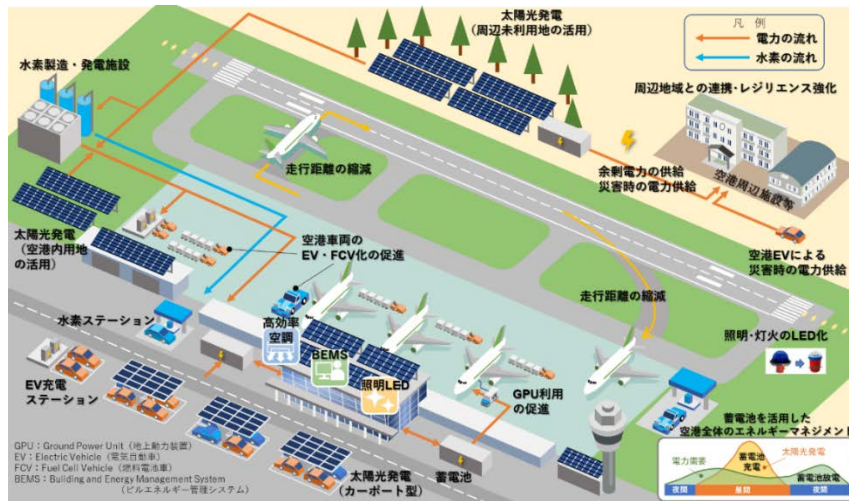 太陽光発電
(周辺未利用地の活用)
凡 例
電力の流れ
水素の流れ
水素製造・発電施設
周辺地域との連携・レジリエンス強化
走行距離の縮減
余剰電力の供給
災害時の電力供給
空港周辺施設等
太陽光発電
(空港内用地
の活用)
空港車両の
EV・FCV化の促進
空港EVによる
災害時の電力供給
走行距離の縮減
水素ステーション
高効率
空調
照明・灯火のLED化
BEMS
照明LED
EV充電
ステーション
GPU利用
の促進
蓄電池を活用した
空港全体のエネルギーマネジメント
GPU:Ground Power Unit(地上動力装置)
EV:Electric Vehicle(電気自動車)
FCV:Fuel Cell Vehicle(燃料電池車)
BEMS:Building and Energy Management System
(ビルエネルギー管理システム)
太陽光発電
(カーポート型)
蓄電池
電力需要
蓄電池
充電
太陽光発電
蓄電池放電
夜間
昼間
夜間